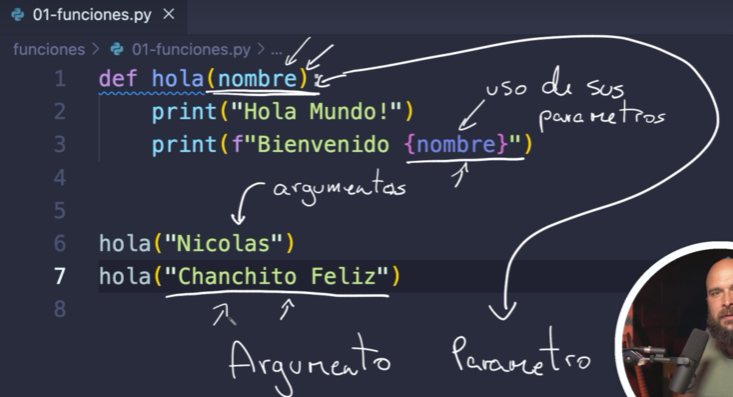 01-funciones.py ×
funciones > 01-funciones.py > ...
1 def hola(nombre):
2 print("Hola Mundo!")
3 print(f"Bienvenido {nombre}")
uso de sus
parametros
4
argumentos
5
6 hola("Nicolas")
7 hola("Chanchito Feliz")
8
Argumento Parametro